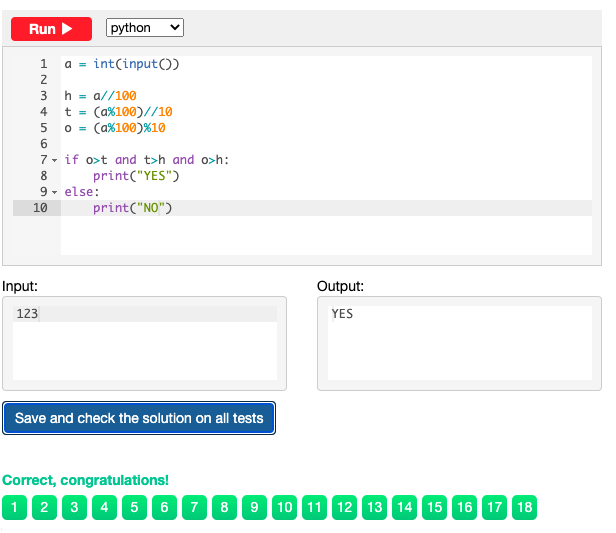 Run python
1 a = int(input())
2
3 h = a//100
4 t = (a%100)//10
5 o = (a%100)%10
6
7 if o>t and t>h and o>h:
8     print("YES")
9 else:
10     print("NO")
Input: Output:
123 YES
Save and check the solution on all tests
Correct, congratulations!
1 2 3 4 5 6 7 8 9 10 11 12 13 14 15 16 17 18